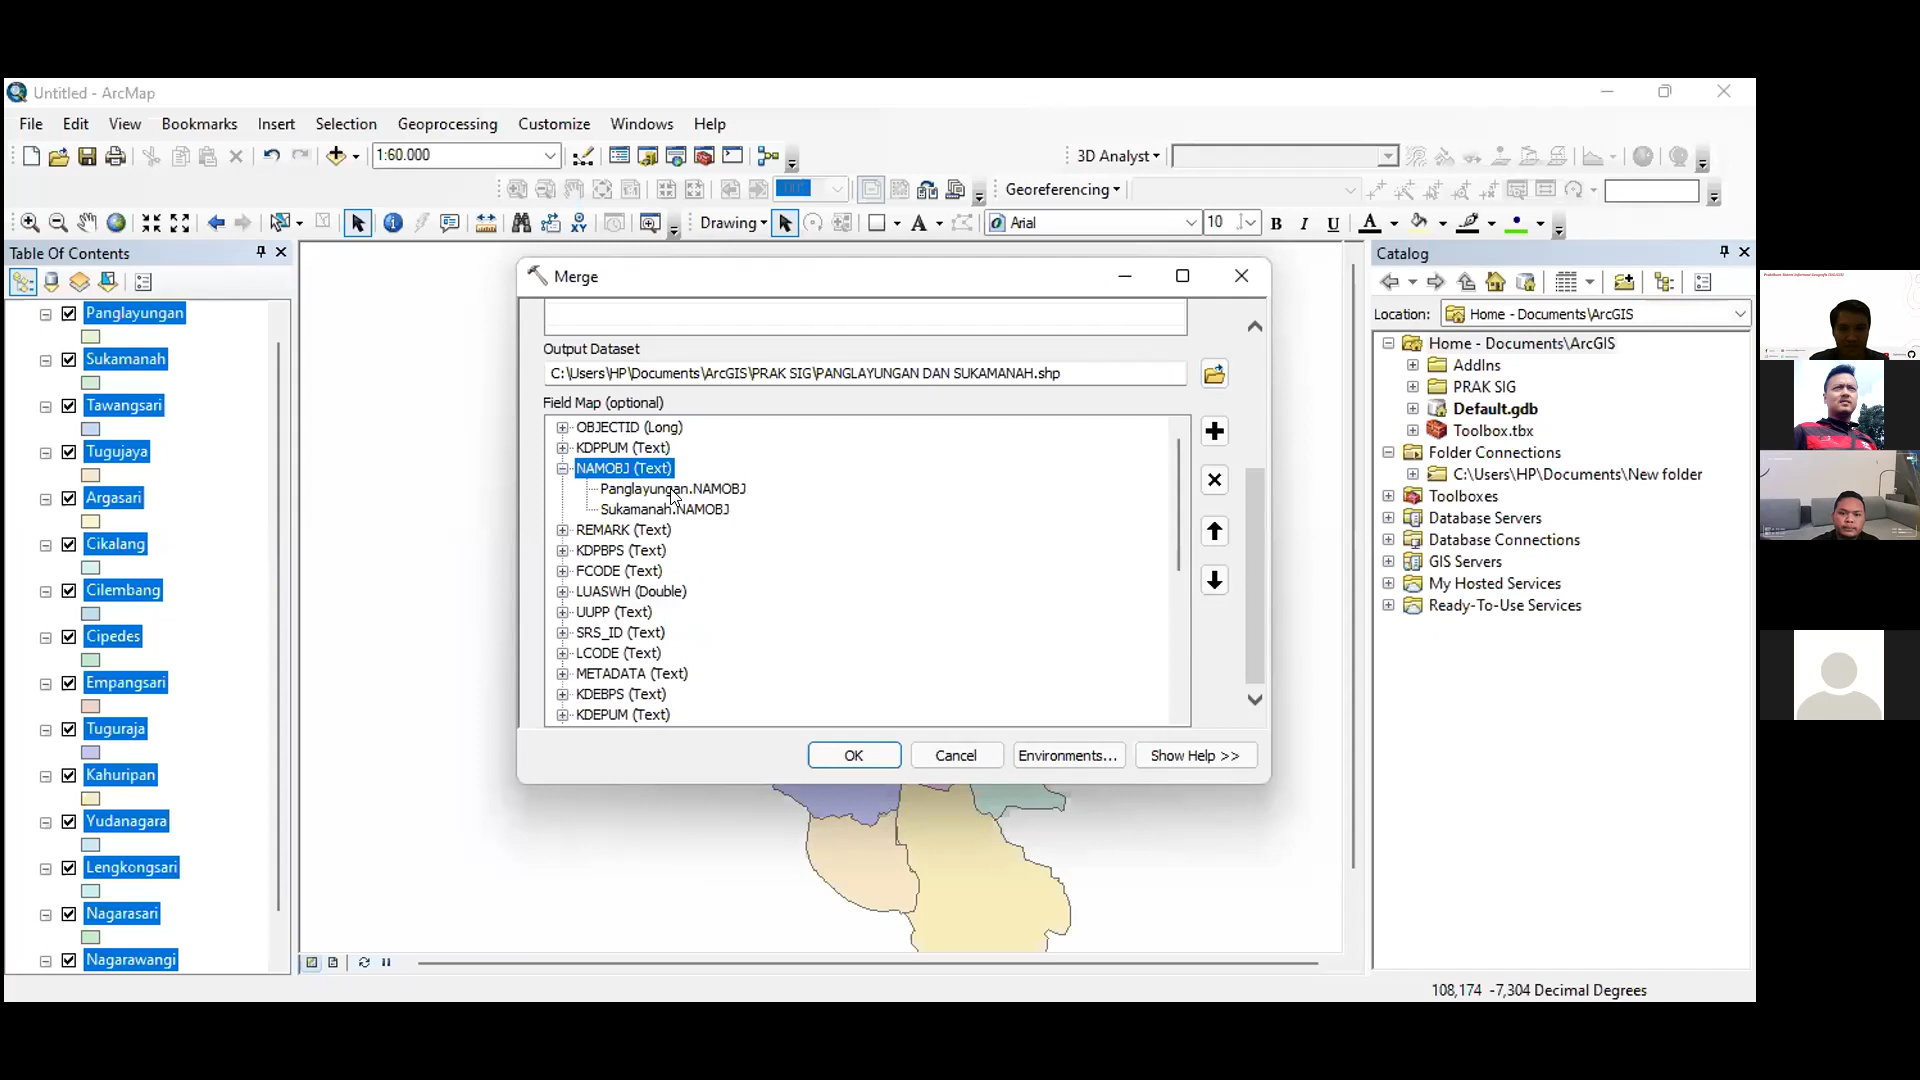 Untitled - ArcMap
File Edit View Bookmarks Insert Selection Geoprocessing Customize Windows Help
1:60.000
3D Analyst
Georeferencing
Drawing
Arial
10
B I U A
Table Of Contents
Panglayungan
Sukamanah
Tawangsari
Tugujaya
Argasari
Cikalang
Cilembang
Cipedes
Empangsari
Tuguraja
Kahuripan
Yudanagara
Lengkongsari
Nagarasari
Nagarawangi
Merge
Output Dataset
C:\Users\HP\Documents\ArcGIS\PRAK SIG\PANGLAYUNGAN DAN SUKAMANAH.shp
Field Map (optional)
OBJECTID (Long)
KDPPUM (Text)
NAMOBJ (Text)
Panglayungan.NAMOBJ
Sukamanah.NAMOBJ
REMARK (Text)
KDPBPS (Text)
FCODE (Text)
LUASWH (Double)
UUPP (Text)
SRS_ID (Text)
LCODE (Text)
METADATA (Text)
KDEBPS (Text)
KDEPUM (Text)
OK Cancel Environments... Show Help >>
Catalog
Location: Home - Documents\ArcGIS
Home - Documents\ArcGIS
AddIns
PRAK SIG
Default.gdb
Toolbox.tbx
Folder Connections
C:\Users\HP\Documents\New folder
Toolboxes
Database Servers
Database Connections
GIS Servers
My Hosted Services
Ready-To-Use Services
108,174 -7,304 Decimal Degrees